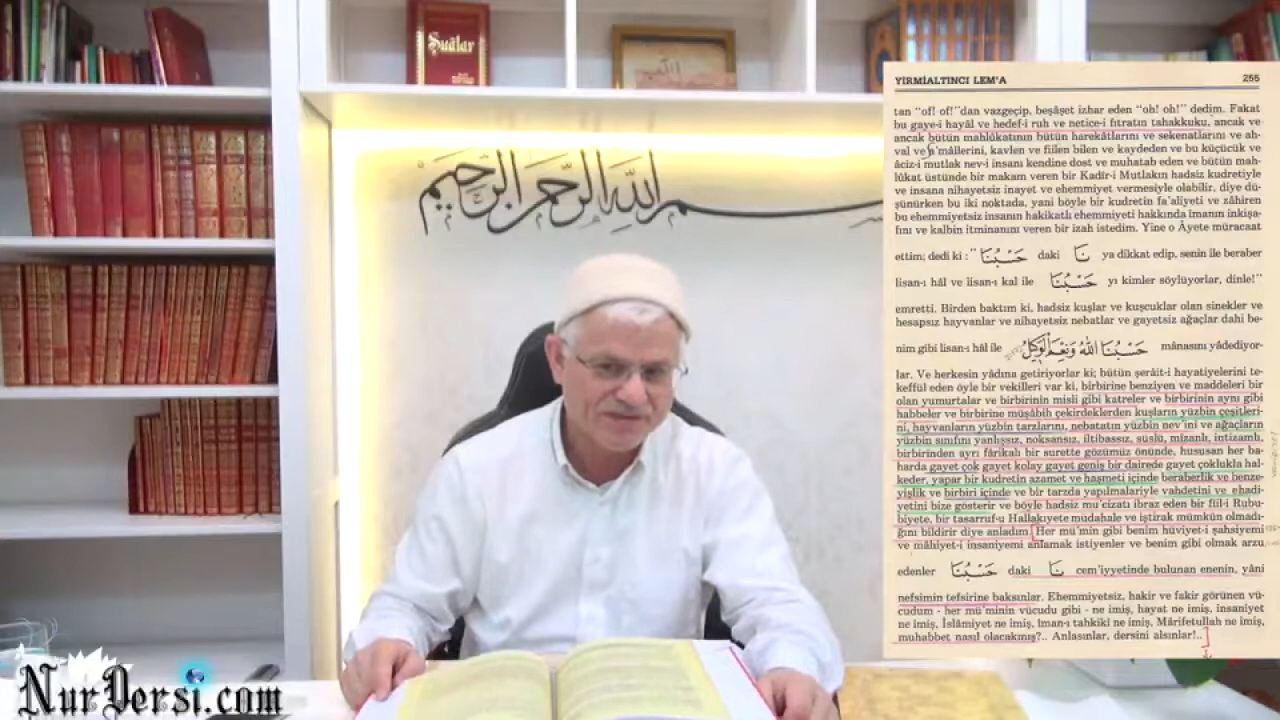 Şuâlar
بسم الله الرحمن الرحيم
YİRMİALTINCI LEM'A 255
tan "of! of!"dan vazgeçip, beşâşet izhar eden "oh! oh!" dedim. Fakat
bu gaye-i hayâl ve hedef-i ruh ve netice-i fıtratın tahakkuku, ancak ve
ancak bütün mahlûkatının bütün harekâtlarını ve sekenatlarını ve ah-
val ve a'mâllerini, kavlen ve fiilen bilen ve kaydeden ve bu küçücük ve
âciz-i mutlak nev-i insanı kendine dost ve muhatab eden ve bütün mah-
lûkat üstünde bir makam veren bir Kadîr-i Mutlakın hadsiz kudretiyle
ve insana nihayetsiz inayet ve ehemmiyet vermesiyle olabilir, diye dü-
şünürken bu iki noktada, yani böyle bir kudretin fa'aliyeti ve zâhiren
bu ehemmiyetsiz insanın hakikatlı ehemmiyeti hakkında imanın inkişa-
fını ve kalbin itminanını veren bir izah istedim. Yine o Âyete müracaat
ettim; dedi ki : "حَسْبُنَا daki نَا ya dikkat edip, senin ile beraber
lisan-ı hâl ve lisan-ı kal ile حَسْبُنَا yı kimler söylüyorlar, dinle!"
emretti. Birden baktım ki, hadsiz kuşlar ve kuşcuklar olan sinekler ve
hesapsız hayvanlar ve nihayetsiz nebatlar ve gayetsiz ağaçlar dahi be-
nim gibi lisan-ı hâl ile حَسْبُنَا اللّٰهُ وَنِعْمَ الْوَكِيلُ mânasını yâdediyor-
lar. Ve herkesin yâdına getiriyorlar ki; bütün şerâit-i hayatiyelerini te-
keffül eden öyle bir vekilleri var ki, birbirine benziyen ve maddeleri bir
olan yumurtalar ve birbirinin misli gibi katreler ve birbirinin aynı gibi
habbeler ve birbirine müşâbih çekirdeklerden kuşların yüzbin çeşitleri-
ni, hayvanların yüzbin tarzlarını, nebatatın yüzbin nev'ini ve ağaçların
yüzbin sınıfını yanlışsız, noksansız, iltibassız, süslü, mizanlı, intizamlı,
birbirinden ayrı fârikalı bir surette gözümüz önünde, hususan her ba-
harda gayet çok gayet kolay gayet geniş bir dairede gayet çoklukla hal-
keder, yapar bir kudretin azamet ve haşmeti içinde beraberlik ve benze-
yişlik ve birbiri içinde ve bir tarzda yapılmalariyle vahdetini ve ehadi-
yetini bize gösterir ve böyle hadsiz mu'cizatı ibraz eden bir fiil-i Rubu-
biyete, bir tasarruf-u Hallakıyete müdahale ve iştirak mümkün olmadı-
ğını bildirir diye anladım. Her mü'min gibi benim hüviyet-i şahsiyemi
ve mâhiyet-i insaniyemi anlamak istiyenler ve benim gibi olmak arzu
edenler حَسْبُنَا daki نَا cem'iyyetinde bulunan enenin, yâni
nefsimin tefsirine baksınlar. Ehemmiyetsiz, hakir ve fakir görünen vü-
cudum - her mü'minin vücudu gibi - ne imiş, hayat ne imiş, insaniyet
ne imiş, İslâmiyet ne imiş, iman-ı tahkikî ne imiş, Mârifetullah ne imiş,
muhabbet nasıl olacakmış?.. Anlasınlar, dersini alsınlar!..
NurDersi.com